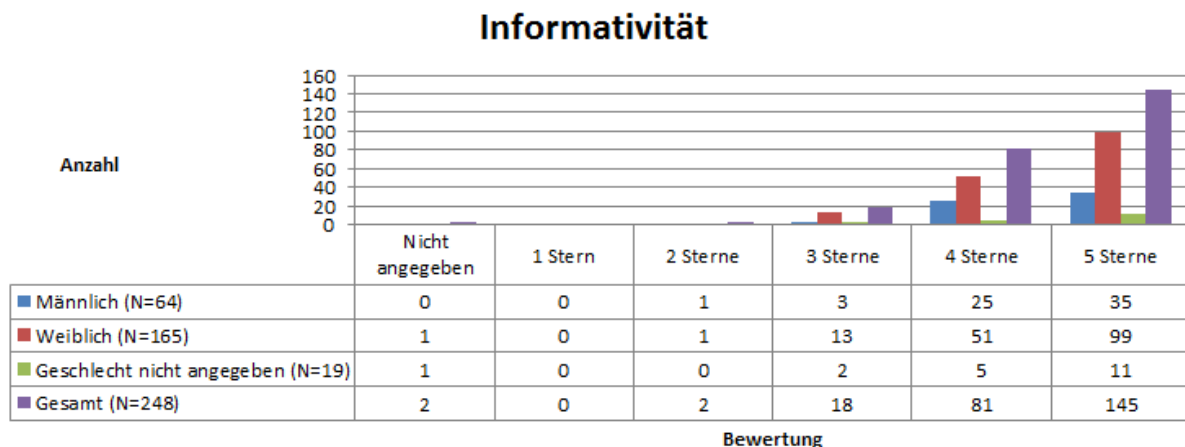 Informativität
160
140
120
100
80
60
40
20
0
Anzahl
Nicht angegeben 1 Stern 2 Sterne 3 Sterne 4 Sterne 5 Sterne
Männlich (N=64) 0 0 1 3 25 35
Weiblich (N=165) 1 0 1 13 51 99
Geschlecht nicht angegeben (N=19) 1 0 0 2 5 11
Gesamt (N=248) 2 0 2 18 81 145
Bewertung